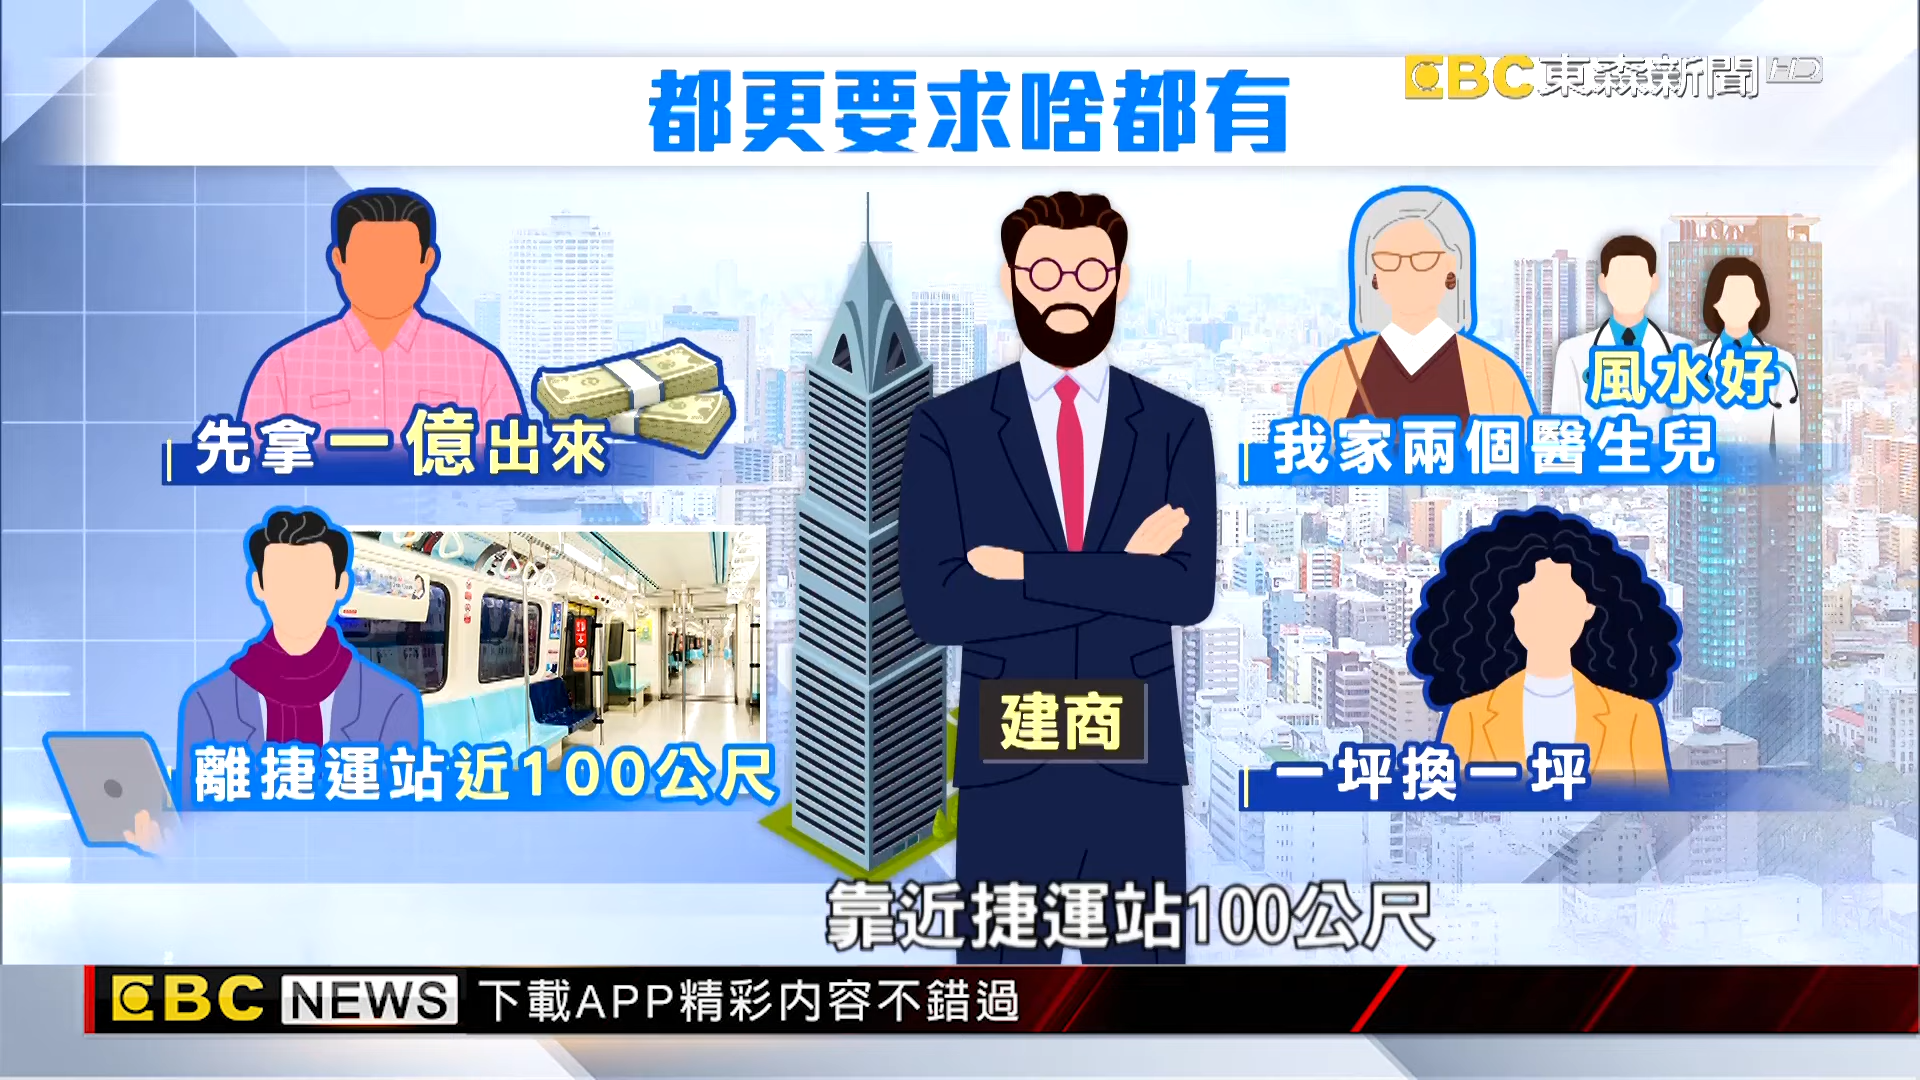 都更要求啥都有
EBC東森新聞HD
先拿一億出來
風水好
我家兩個醫生兒
離捷運站近100公尺
建商
一坪換一坪
靠近捷運站100公尺
EBC NEWS 下載APP精彩內容不錯過